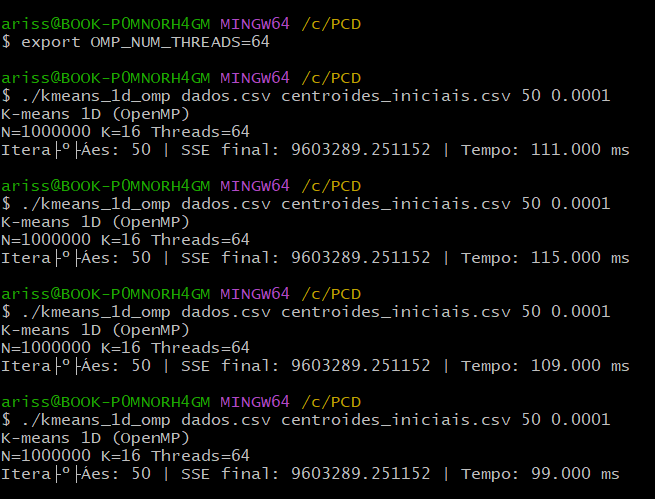 ariss@BOOK-P0MNORH4GM MINGW64 /c/PCD
$ export OMP_NUM_THREADS=64
ariss@BOOK-P0MNORH4GM MINGW64 /c/PCD
$ ./kmeans_1d_omp dados.csv centroides_iniciais.csv 50 0.0001
K-means 1D (OpenMP)
N=1000000 K=16 Threads=64
Itera├º├Áes: 50 | SSE final: 9603289.251152 | Tempo: 111.000 ms
ariss@BOOK-P0MNORH4GM MINGW64 /c/PCD
$ ./kmeans_1d_omp dados.csv centroides_iniciais.csv 50 0.0001
K-means 1D (OpenMP)
N=1000000 K=16 Threads=64
Itera├º├Áes: 50 | SSE final: 9603289.251152 | Tempo: 115.000 ms
ariss@BOOK-P0MNORH4GM MINGW64 /c/PCD
$ ./kmeans_1d_omp dados.csv centroides_iniciais.csv 50 0.0001
K-means 1D (OpenMP)
N=1000000 K=16 Threads=64
Itera├º├Áes: 50 | SSE final: 9603289.251152 | Tempo: 109.000 ms
ariss@BOOK-P0MNORH4GM MINGW64 /c/PCD
$ ./kmeans_1d_omp dados.csv centroides_iniciais.csv 50 0.0001
K-means 1D (OpenMP)
N=1000000 K=16 Threads=64
Itera├º├Áes: 50 | SSE final: 9603289.251152 | Tempo: 99.000 ms